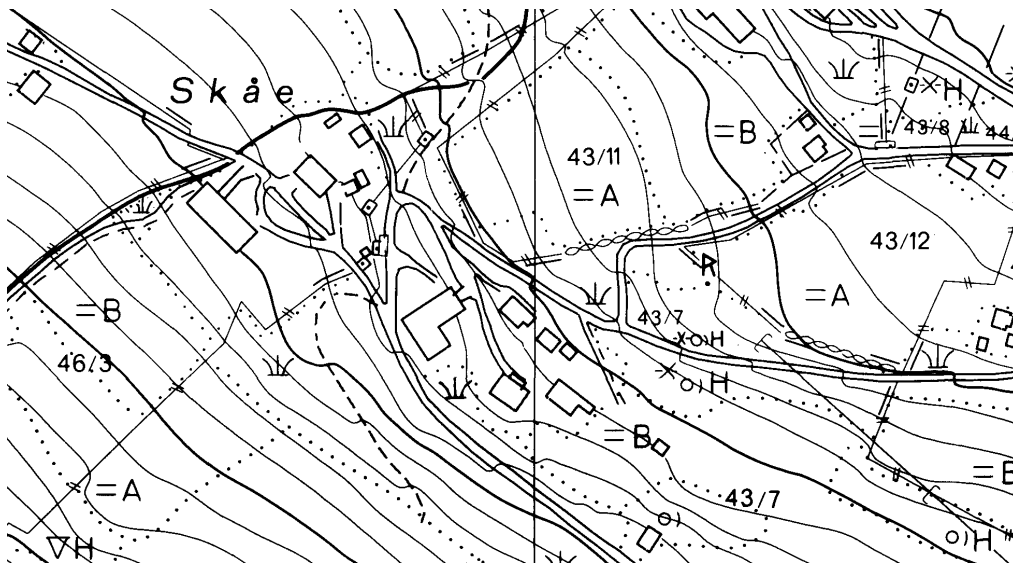 Skåe
H
43/8
44
=B
43/11
=A
43/12
R
=B
=A
43/7
H
46/3
H
=B
=B
=A
43/7
H
H